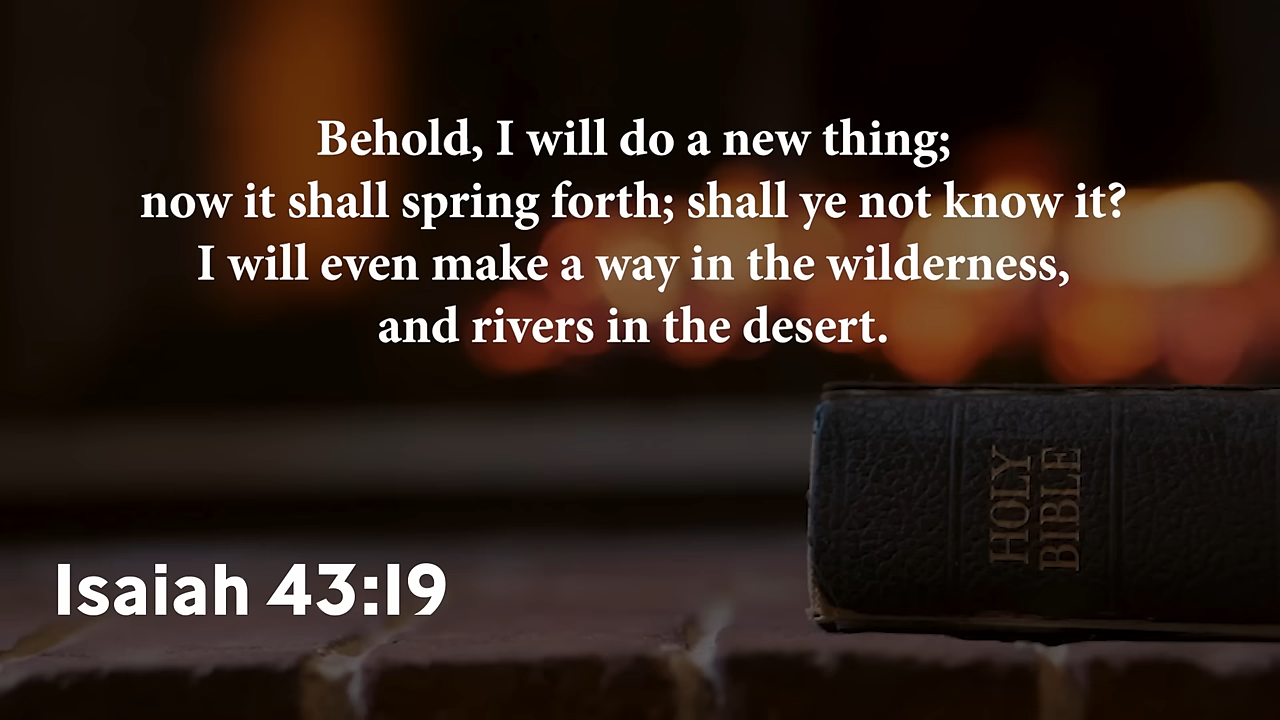 Behold, I will do a new thing;
now it shall spring forth; shall ye not know it?
I will even make a way in the wilderness,
and rivers in the desert.
HOLY
BIBLE
Isaiah 43:19